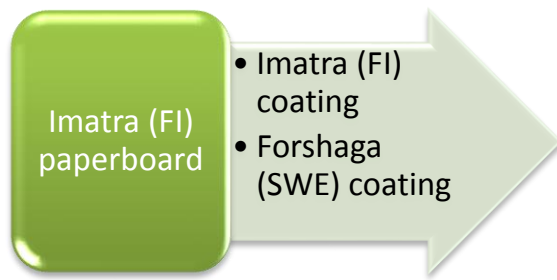 Imatra (FI)
paperboard
• Imatra (FI)
coating
• Forshaga
(SWE) coating